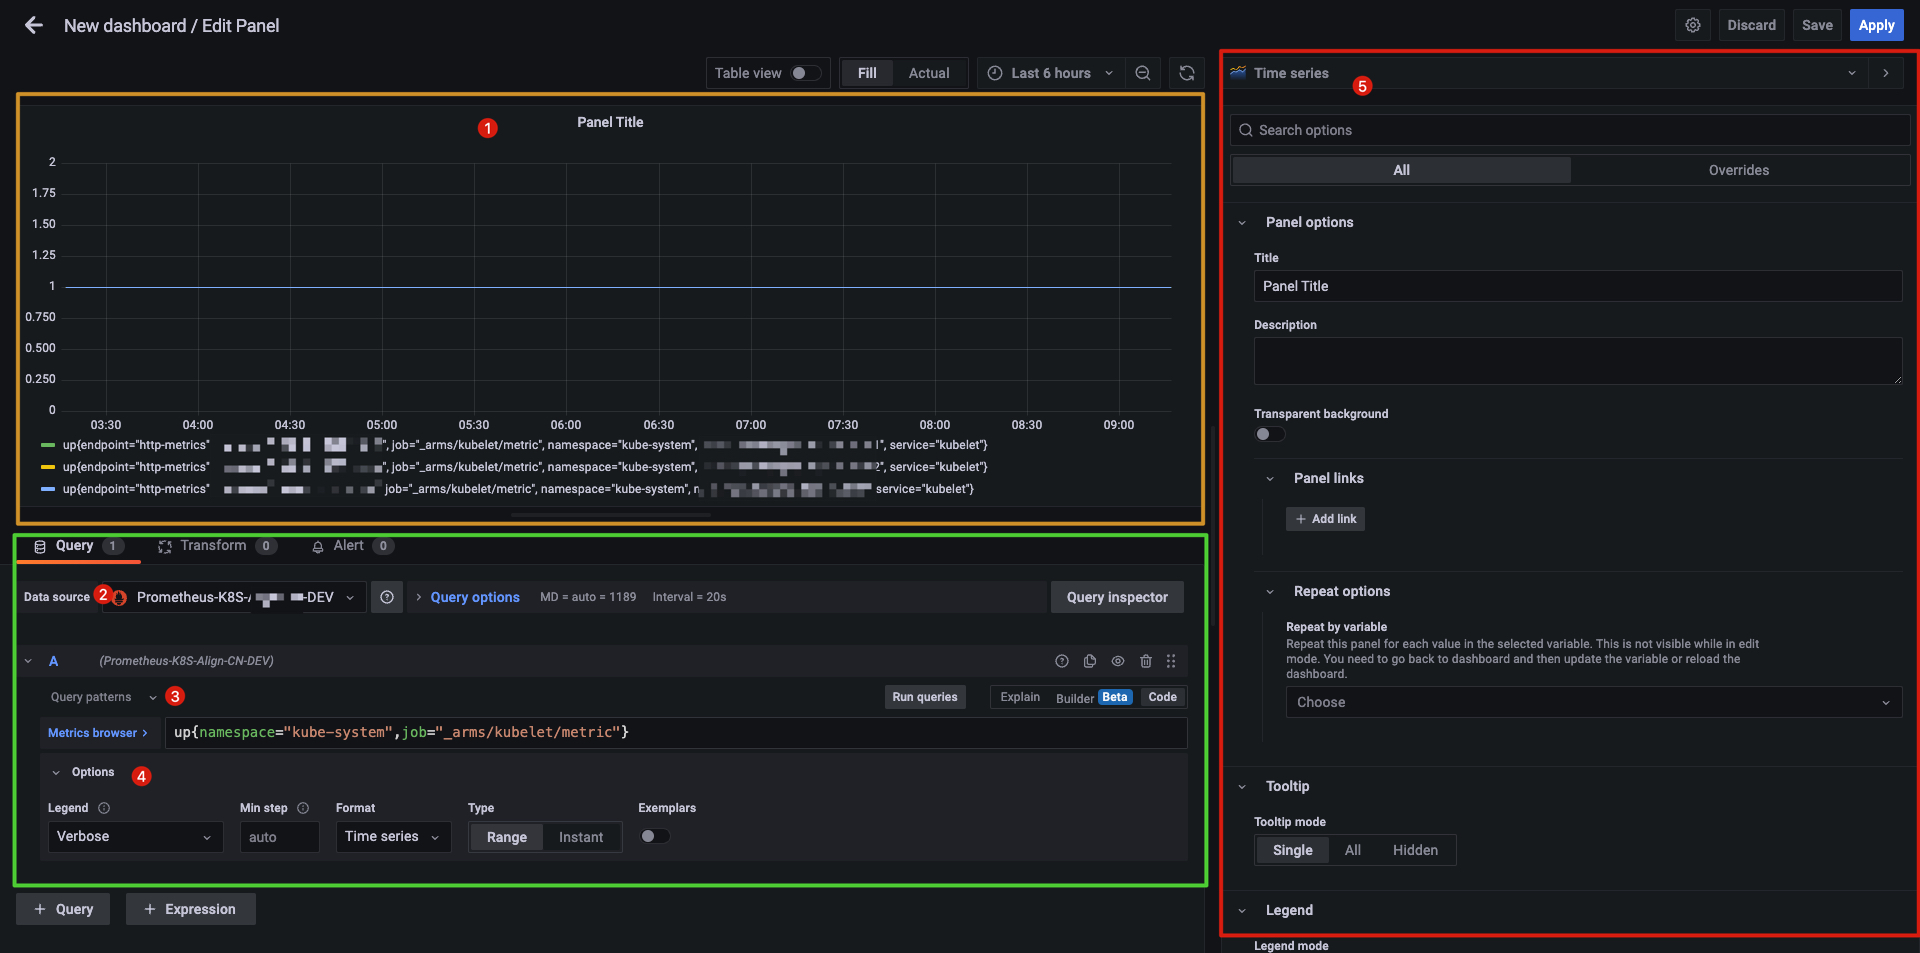 New dashboard / Edit Panel
Discard
Save
Apply
Table view
Fill
Actual
Last 6 hours
Time series
5
Search options
All
Overrides
Panel Title
1
2
1.75
1.50
1.25
1
0.750
0.500
0.250
0
03:30 04:00 04:30 05:00 05:30 06:00 06:30 07:00 07:30 08:00 08:30 09:00
up{endpoint="http-metrics" ", job="_arms/kubelet/metric", namespace="kube-system", ", service="kubelet"}
up{endpoint="http-metrics" ", job="_arms/kubelet/metric", namespace="kube-system", ", service="kubelet"}
up{endpoint="http-metrics" job="_arms/kubelet/metric", namespace="kube-system", service="kubelet"}
Query 1
Transform 0
Alert 0
Data source
2
Prometheus-K8S- -DEV
Query options
MD = auto = 1189
Interval = 20s
Query inspector
A
(Prometheus-K8S-Align-CN-DEV)
Query patterns
3
Run queries
Explain
Builder Beta
Code
Metrics browser >
up{namespace="kube-system",job="_arms/kubelet/metric"}
Options
4
Legend
Min step
Format
Type
Exemplars
Verbose
auto
Time series
Range
Instant
+ Query
+ Expression
Panel options
Title
Panel Title
Description
Transparent background
Panel links
+ Add link
Repeat options
Repeat by variable
Repeat this panel for each value in the selected variable. This is not visible while in edit
mode. You need to go back to dashboard and then update the variable or reload the
dashboard.
Choose
Tooltip
Tooltip mode
Single
All
Hidden
Legend
Legend mode